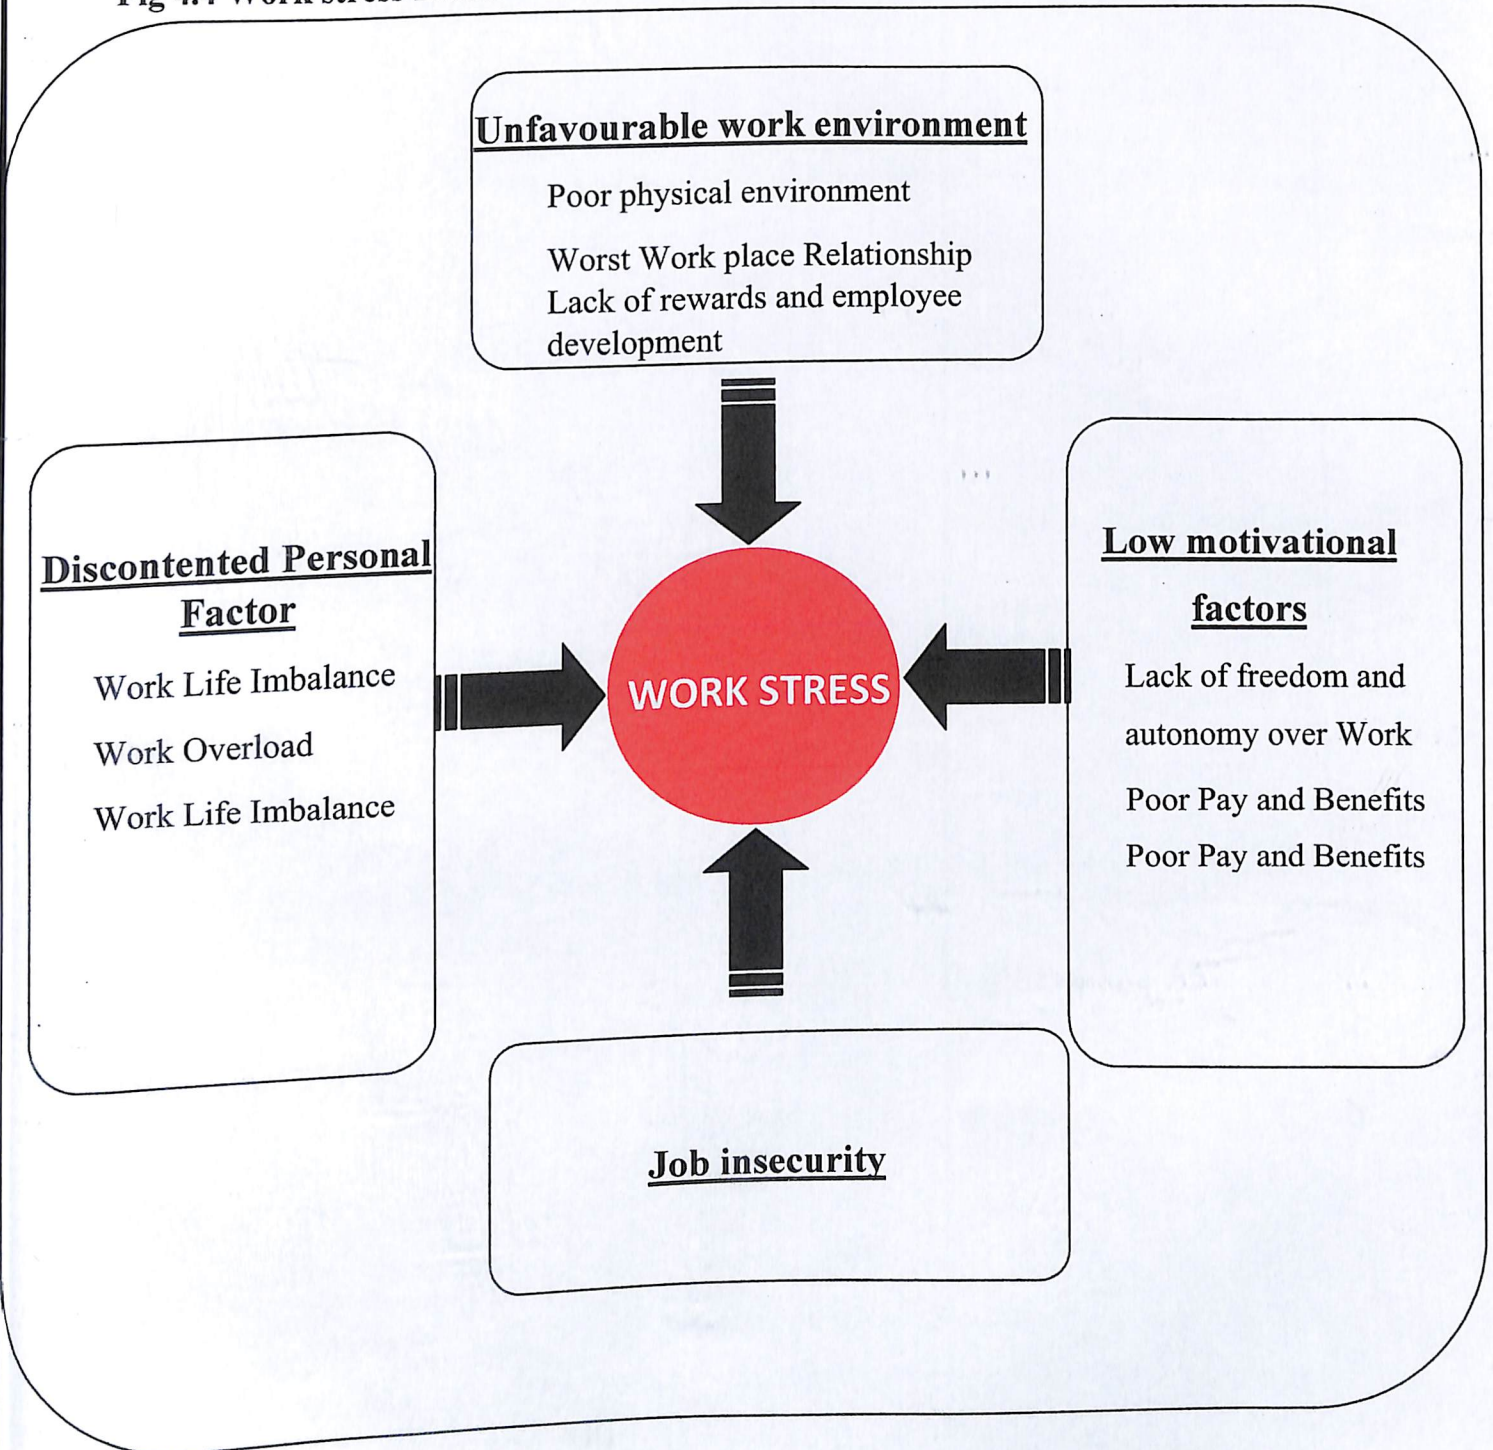 Work stress
Unfavourable work environment
Poor physical environment
Worst Work place Relationship
Lack of rewards and employee
development
Discontented Personal
Factor
Work Life Imbalance
Work Overload
Work Life Imbalance
WORK STRESS
Low motivational
factors
Lack of freedom and
autonomy over Work
Poor Pay and Benefits
Poor Pay and Benefits
Job insecurity